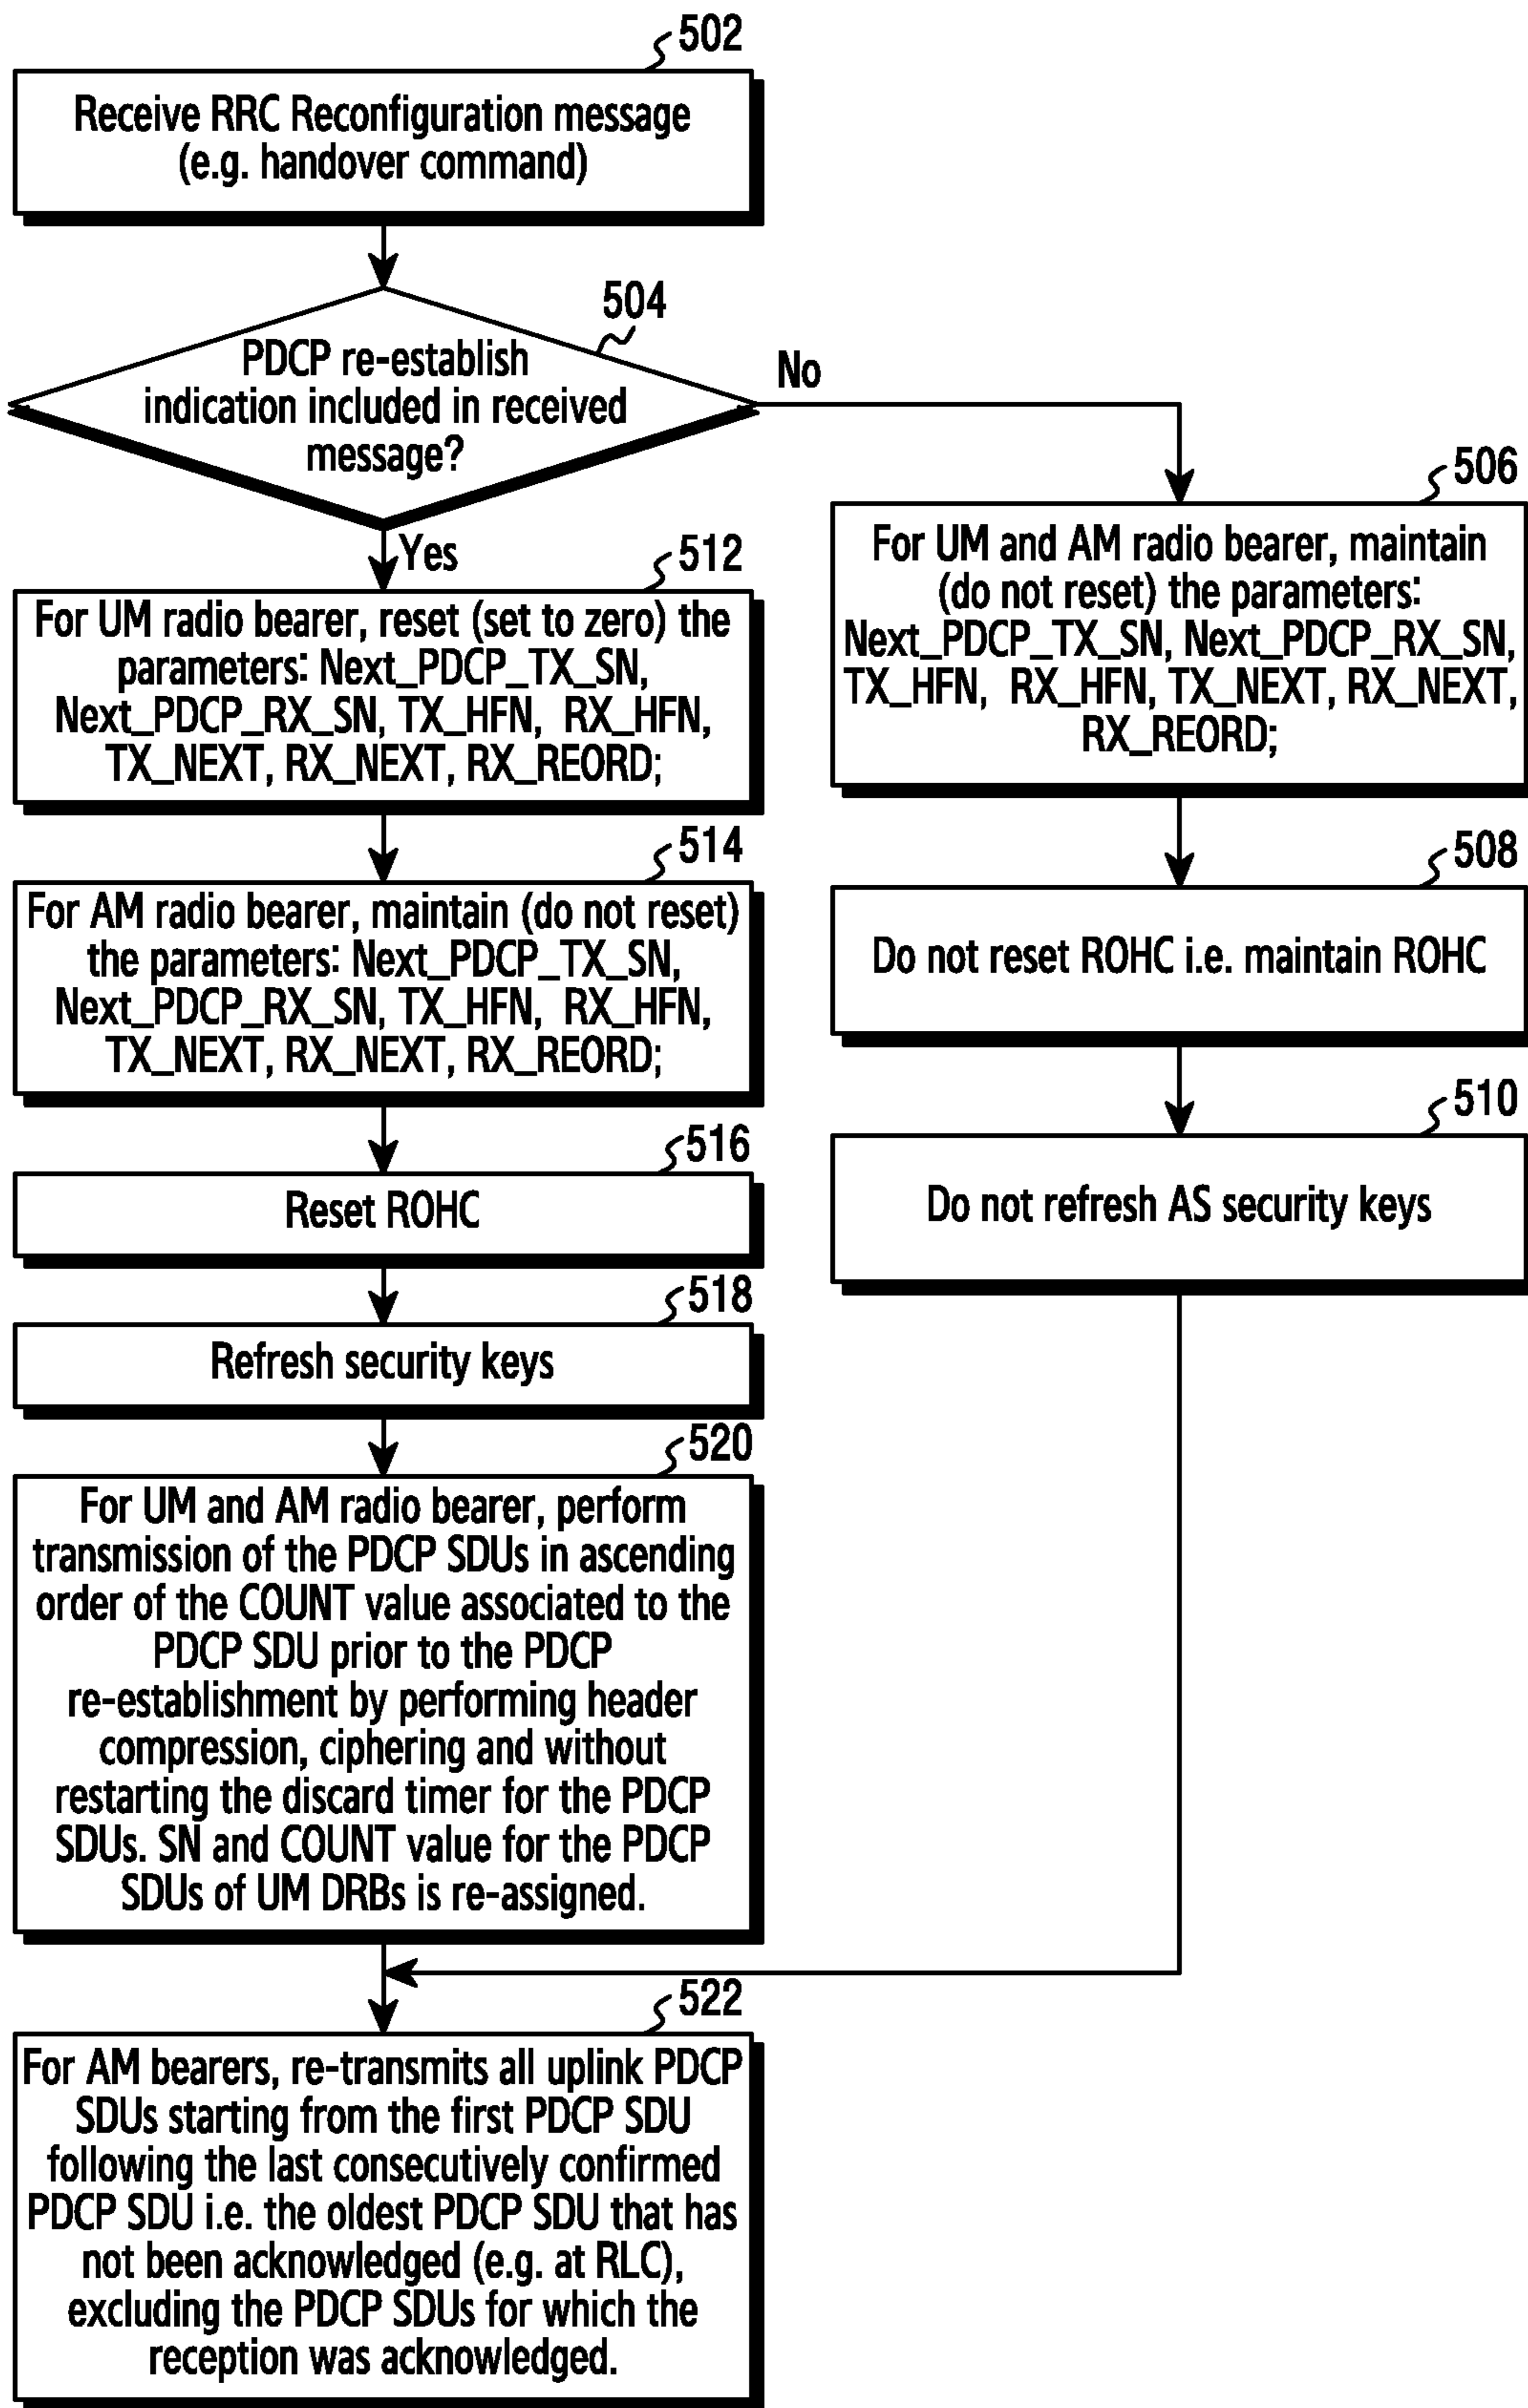 502
Receive RRC Reconfiguration message
(e.g. handover command)
504
PDCP re-establish
indication included in received
message?
No
Yes
506
For UM and AM radio bearer, maintain
(do not reset) the parameters:
Next_PDCP_TX_SN, Next_PDCP_RX_SN,
TX_HFN, RX_HFN, TX_NEXT, RX_NEXT,
RX_REORD;
508
Do not reset ROHC i.e. maintain ROHC
510
Do not refresh AS security keys
512
For UM radio bearer, reset (set to zero) the
parameters: Next_PDCP_TX_SN,
Next_PDCP_RX_SN, TX_HFN, RX_HFN,
TX_NEXT, RX_NEXT, RX_REORD;
514
For AM radio bearer, maintain (do not reset)
the parameters: Next_PDCP_TX_SN,
Next_PDCP_RX_SN, TX_HFN, RX_HFN,
TX_NEXT, RX_NEXT, RX_REORD;
516
Reset ROHC
518
Refresh security keys
520
For UM and AM radio bearer, perform
transmission of the PDCP SDUs in ascending
order of the COUNT value associated to the
PDCP SDU prior to the PDCP
re-establishment by performing header
compression, ciphering and without
restarting the discard timer for the PDCP
SDUs. SN and COUNT value for the PDCP
SDUs of UM DRBs is re-assigned.
522
For AM bearers, re-transmits all uplink PDCP
SDUs starting from the first PDCP SDU
following the last consecutively confirmed
PDCP SDU i.e. the oldest PDCP SDU that has
not been acknowledged (e.g. at RLC),
excluding the PDCP SDUs for which the
reception was acknowledged.